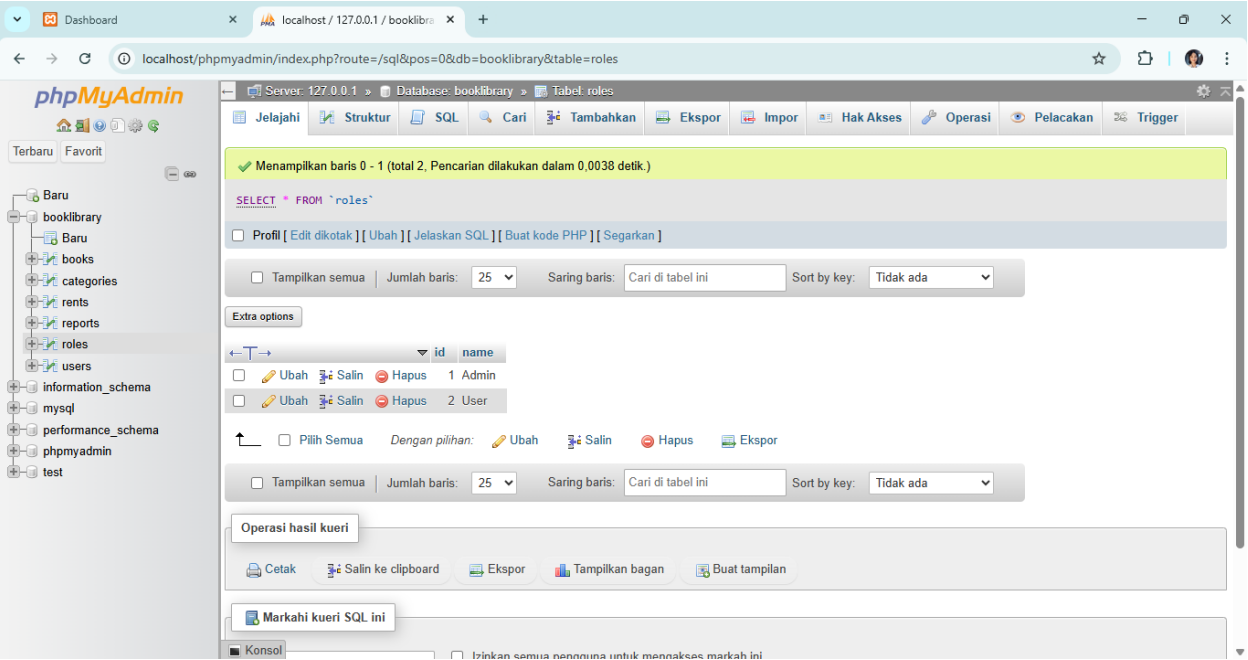 Dashboard
localhost / 127.0.0.1 / booklibra
localhost/phpmyadmin/index.php?route=/sql&pos=0&db=booklibrary&table=roles
phpMyAdmin
Terbaru Favorit
Baru
booklibrary
Baru
books
categories
rents
reports
roles
users
information_schema
mysql
performance_schema
phpmyadmin
test
Server: 127.0.0.1 » Database: booklibrary » Tabel: roles
Jelajahi Struktur SQL Cari Tambahkan Ekspor Impor Hak Akses Operasi Pelacakan Trigger
Menampilkan baris 0 - 1 (total 2, Pencarian dilakukan dalam 0,0038 detik.)
SELECT * FROM `roles`
Profil [ Edit dikotak ] [ Ubah ] [ Jelaskan SQL ] [ Buat kode PHP ] [ Segarkan ]
Tampilkan semua | Jumlah baris: 25 Saring baris: Cari di tabel ini Sort by key: Tidak ada
Extra options
←T→ id name
Ubah Salin Hapus 1 Admin
Ubah Salin Hapus 2 User
Pilih Semua Dengan pilihan: Ubah Salin Hapus Ekspor
Tampilkan semua | Jumlah baris: 25 Saring baris: Cari di tabel ini Sort by key: Tidak ada
Operasi hasil kueri
Cetak Salin ke clipboard Ekspor Tampilkan bagan Buat tampilan
Markahi kueri SQL ini
Konsol
Izinkan semua pengguna untuk mengakses markah ini